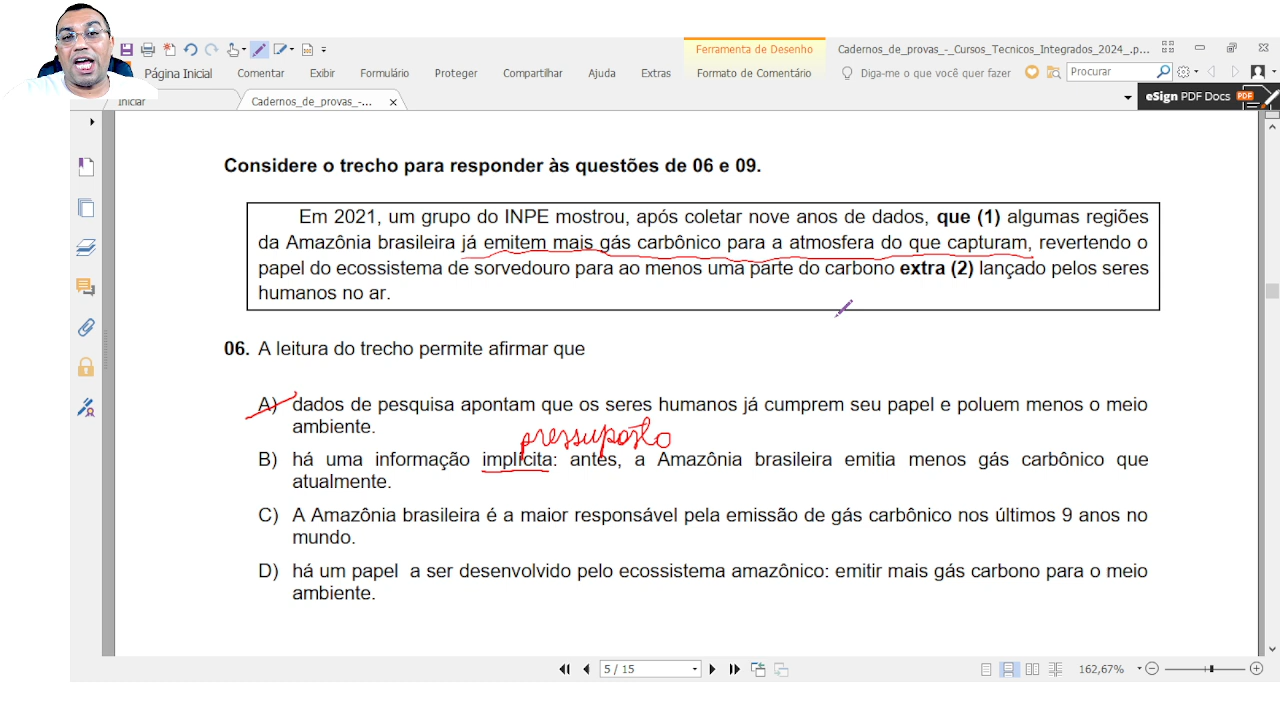 Ferramenta de Desenho
Cadernos_de_provas_-_Cursos_Tecnicos_Integrados_2024_.p...
Página Inicial Comentar Exibir Formulário Proteger Compartilhar Ajuda Extras Formato de Comentário Diga-me o que você quer fazer Procurar
Iniciar Cadernos_de_provas_-... eSign PDF Docs PDF
Considere o trecho para responder às questões de 06 e 09.
Em 2021, um grupo do INPE mostrou, após coletar nove anos de dados, que (1) algumas regiões
da Amazônia brasileira já emitem mais gás carbônico para a atmosfera do que capturam, revertendo o
papel do ecossistema de sorvedouro para ao menos uma parte do carbono extra (2) lançado pelos seres
humanos no ar.
06. A leitura do trecho permite afirmar que
A) dados de pesquisa apontam que os seres humanos já cumprem seu papel e poluem menos o meio
ambiente.
pressuposto
B) há uma informação implícita: antes, a Amazônia brasileira emitia menos gás carbônico que
atualmente.
C) A Amazônia brasileira é a maior responsável pela emissão de gás carbônico nos últimos 9 anos no
mundo.
D) há um papel a ser desenvolvido pelo ecossistema amazônico: emitir mais gás carbono para o meio
ambiente.
5 / 15
162,67%